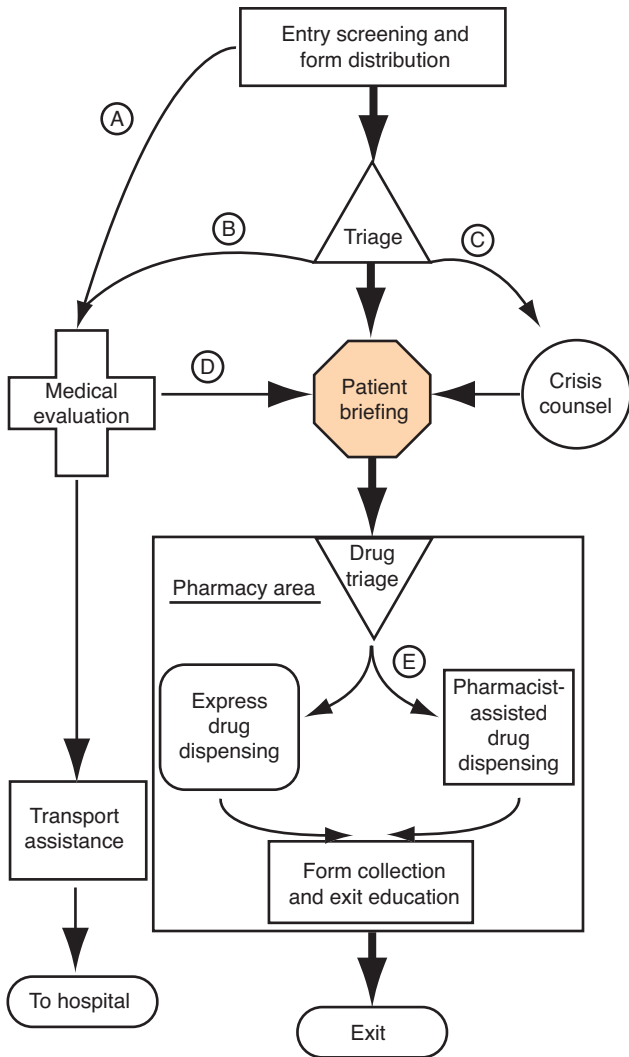 Entry screening and
form distribution
A
B
Triage
C
Medical
evaluation
D
Patient
briefing
Crisis
counsel
Drug
triage
Pharmacy area
E
Express
drug
dispensing
Pharmacist-
assisted
drug
dispensing
Transport
assistance
Form collection
and exit education
To hospital
Exit